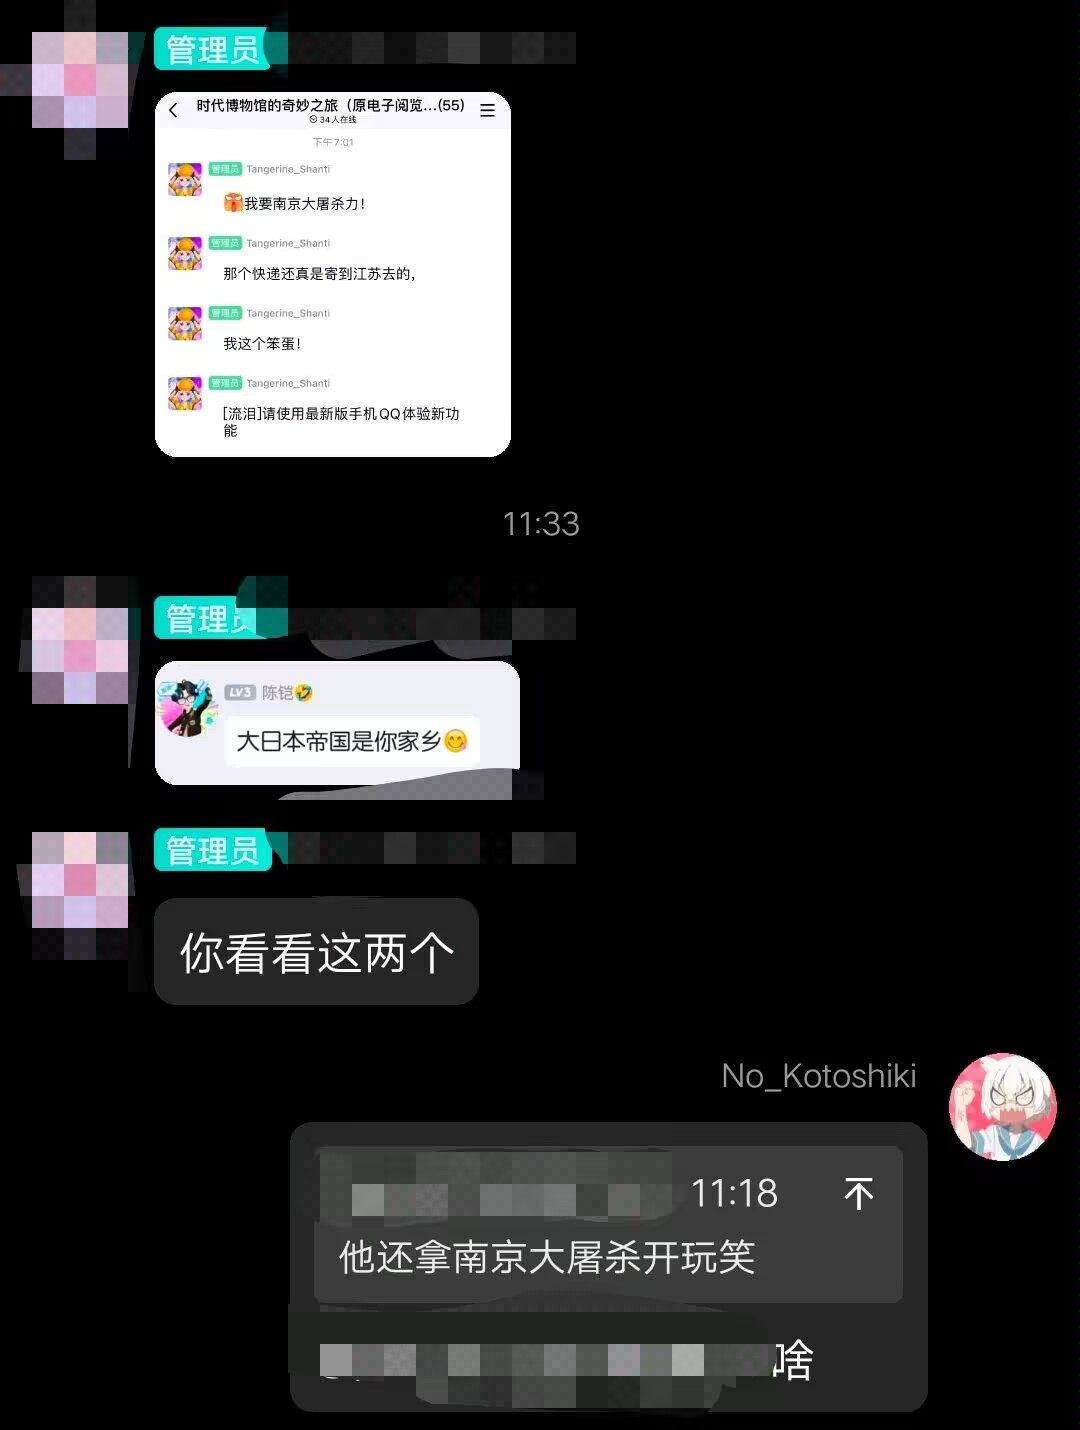 管理员
时代博物馆的奇妙之旅（原电子阅览...(55)
34人在线
下午7:01
管理员 Tangerine_Shanti
我要南京大屠杀力！
管理员 Tangerine_Shanti
那个快递还真是寄到江苏去的，
管理员 Tangerine_Shanti
我这个笨蛋！
管理员 Tangerine_Shanti
[流泪]请使用最新版手机QQ体验新功
能
11:33
管理员
LV3 陈铠🤣
大日本帝国是你家乡😋
管理员
你看看这两个
No_Kotoshiki
11:18
他还拿南京大屠杀开玩笑
啥